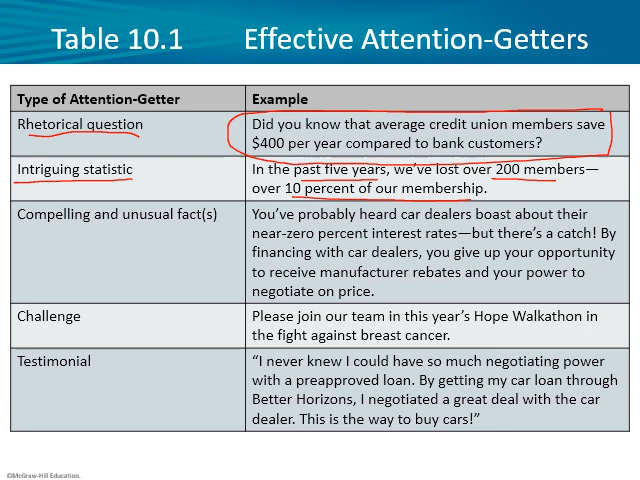 Table 10.1 Effective Attention-Getters
Type of Attention-Getter Example
Rhetorical question Did you know that average credit union members save
$400 per year compared to bank customers?
Intriguing statistic In the past five years, we've lost over 200 members—
over 10 percent of our membership.
Compelling and unusual fact(s) You've probably heard car dealers boast about their
near-zero percent interest rates—but there's a catch! By
financing with car dealers, you give up your opportunity
to receive manufacturer rebates and your power to
negotiate on price.
Challenge Please join our team in this year's Hope Walkathon in
the fight against breast cancer.
Testimonial "I never knew I could have so much negotiating power
with a preapproved loan. By getting my car loan through
Better Horizons, I negotiated a great deal with the car
dealer. This is the way to buy cars!"
©McGraw-Hill Education.